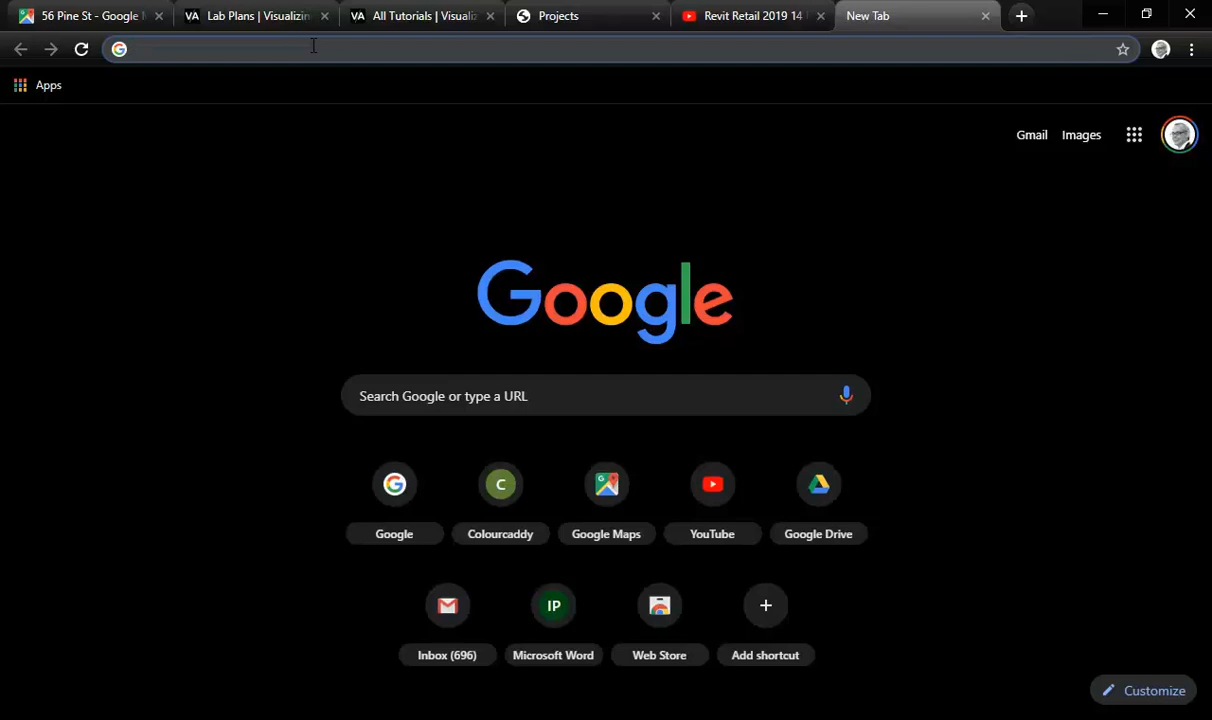 56 Pine St - Google
Lab Plans | Visualizin
All Tutorials | Visualiz
Projects
Revit Retail 2019 14
New Tab
Apps
Gmail
Images
Google
Search Google or type a URL
C
Google
Colourcaddy
Google Maps
YouTube
Google Drive
IP
Inbox (696)
Microsoft Word
Web Store
Add shortcut
Customize